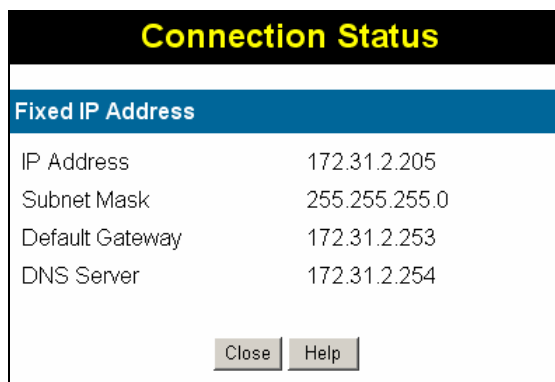 Connection Status
Fixed IP Address
IP Address 172.31.2.205
Subnet Mask 255.255.255.0
Default Gateway 172.31.2.253
DNS Server 172.31.2.254
Close Help